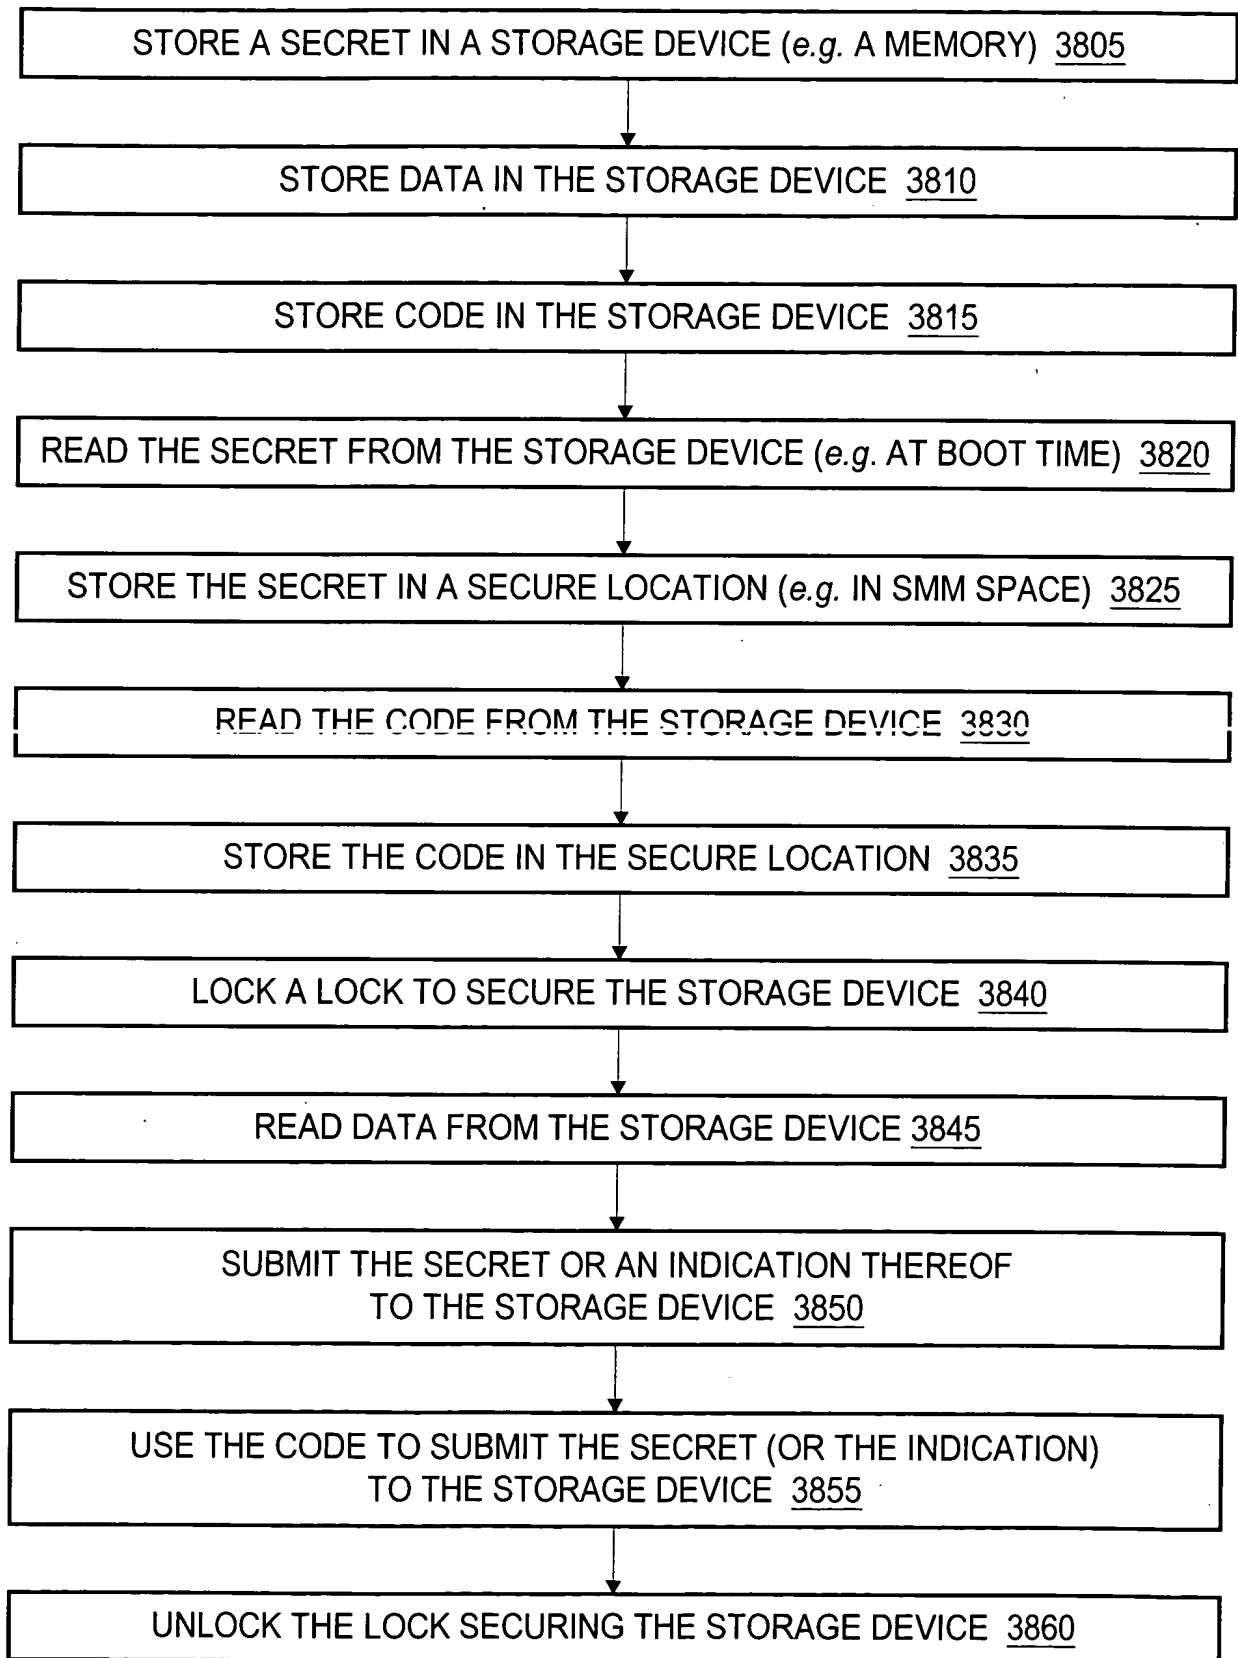 STORE A SECRET IN A STORAGE DEVICE (e.g. A MEMORY) 3805
STORE DATA IN THE STORAGE DEVICE 3810
STORE CODE IN THE STORAGE DEVICE 3815
READ THE SECRET FROM THE STORAGE DEVICE (e.g. AT BOOT TIME) 3820
STORE THE SECRET IN A SECURE LOCATION (e.g. IN SMM SPACE) 3825
READ THE CODE FROM THE STORAGE DEVICE 3830
STORE THE CODE IN THE SECURE LOCATION 3835
LOCK A LOCK TO SECURE THE STORAGE DEVICE 3840
READ DATA FROM THE STORAGE DEVICE 3845
SUBMIT THE SECRET OR AN INDICATION THEREOF
TO THE STORAGE DEVICE 3850
USE THE CODE TO SUBMIT THE SECRET (OR THE INDICATION)
TO THE STORAGE DEVICE 3855
UNLOCK THE LOCK SECURING THE STORAGE DEVICE 3860